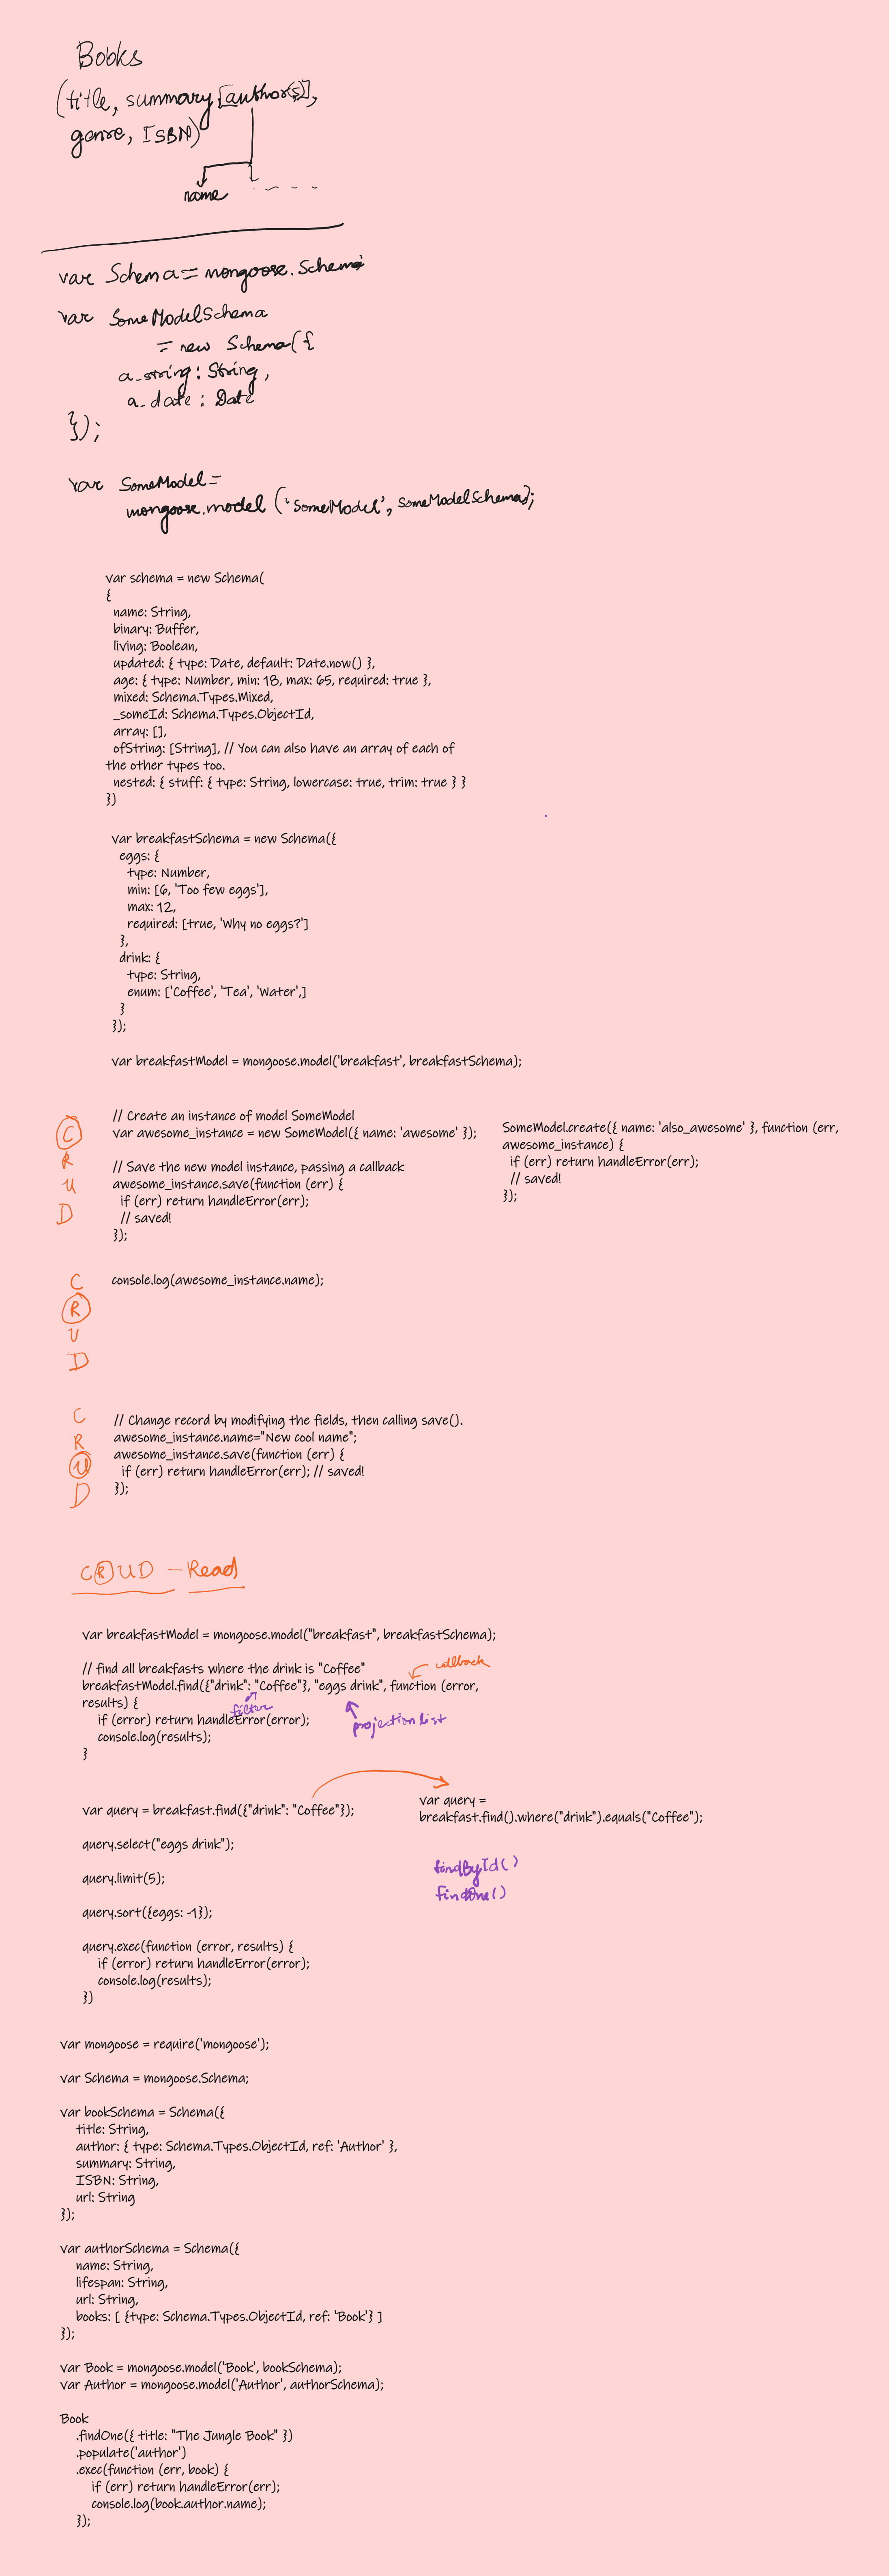 Books
(title, summary, [author(s)],
genre, ISBN)
name
var Schema = mongoose.Schema;
var SomeModelSchema
= new Schema({
a_string: String,
a_date: Date
});
var SomeModel =
mongoose.model('SomeModel', SomeModelSchema);
var schema = new Schema(
{
name: String,
binary: Buffer,
living: Boolean,
updated: { type: Date, default: Date.now() },
age: { type: Number, min: 18, max: 65, required: true },
mixed: Schema.Types.Mixed,
_someId: Schema.Types.ObjectId,
array: [],
ofString: [String], // You can also have an array of each of
the other types too.
nested: { stuff: { type: String, lowercase: true, trim: true } }
})
var breakfastSchema = new Schema({
eggs: {
type: Number,
min: [6, 'Too few eggs'],
max: 12,
required: [true, 'Why no eggs?']
},
drink: {
type: String,
enum: ['Coffee', 'Tea', 'Water',]
}
});
var breakfastModel = mongoose.model('breakfast', breakfastSchema);
C
R
U
D
// Create an instance of model SomeModel
var awesome_instance = new SomeModel({ name: 'awesome' });
// Save the new model instance, passing a callback
awesome_instance.save(function (err) {
if (err) return handleError(err);
// saved!
});
SomeModel.create({ name: 'also_awesome' }, function (err,
awesome_instance) {
if (err) return handleError(err);
// saved!
});
C
R
U
D
console.log(awesome_instance.name);
C
R
U
D
// Change record by modifying the fields, then calling save().
awesome_instance.name="New cool name";
awesome_instance.save(function (err) {
if (err) return handleError(err); // saved!
});
CRUD - Read
var breakfastModel = mongoose.model("breakfast", breakfastSchema);
// find all breakfasts where the drink is "Coffee"
callback
breakfastModel.find({"drink": "Coffee"}, "eggs drink", function (error,
results) {
filter
if (error) return handleError(error);
projection list
console.log(results);
}
var query = breakfast.find({"drink": "Coffee"});
query.select("eggs drink");
query.limit(5);
query.sort({eggs: -1});
query.exec(function (error, results) {
if (error) return handleError(error);
console.log(results);
})
var query =
breakfast.find().where("drink").equals("Coffee");
findById()
findOne()
var mongoose = require('mongoose');
var Schema = mongoose.Schema;
var bookSchema = Schema({
title: String,
author: { type: Schema.Types.ObjectId, ref: 'Author' },
summary: String,
ISBN: String,
url: String
});
var authorSchema = Schema({
name: String,
lifespan: String,
url: String,
books: [ {type: Schema.Types.ObjectId, ref: 'Book'} ]
});
var Book = mongoose.model('Book', bookSchema);
var Author = mongoose.model('Author', authorSchema);
Book
.findOne({ title: "The Jungle Book" })
.populate('author')
.exec(function (err, book) {
if (err) return handleError(err);
console.log(book.author.name);
});